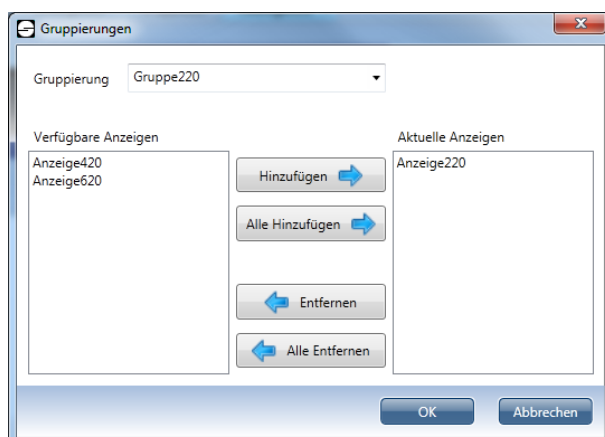 Gruppierungen
Gruppierung Gruppe220
Verfügbare Anzeigen
Aktuelle Anzeigen
Anzeige420
Anzeige620
Hinzufügen
Alle Hinzufügen
Entfernen
Alle Entfernen
Anzeige220
OK
Abbrechen